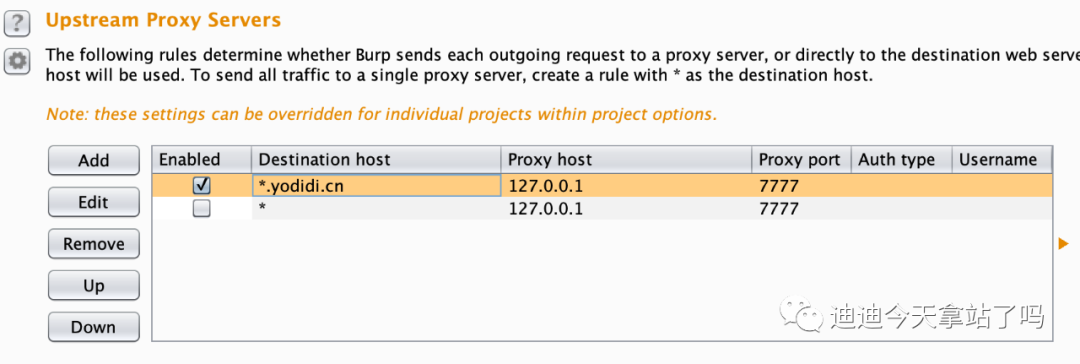 Upstream Proxy Servers
The following rules determine whether Burp sends each outgoing request to a proxy server, or directly to the destination web serve
host will be used. To send all traffic to a single proxy server, create a rule with * as the destination host.
Note: these settings can be overridden for individual projects within project options.
Add
Edit
Remove
Up
Down
Enabled Destination host Proxy host Proxy port Auth type Username
*.yodidi.cn 127.0.0.1 7777
* 127.0.0.1 7777
迪迪今天拿站了吗